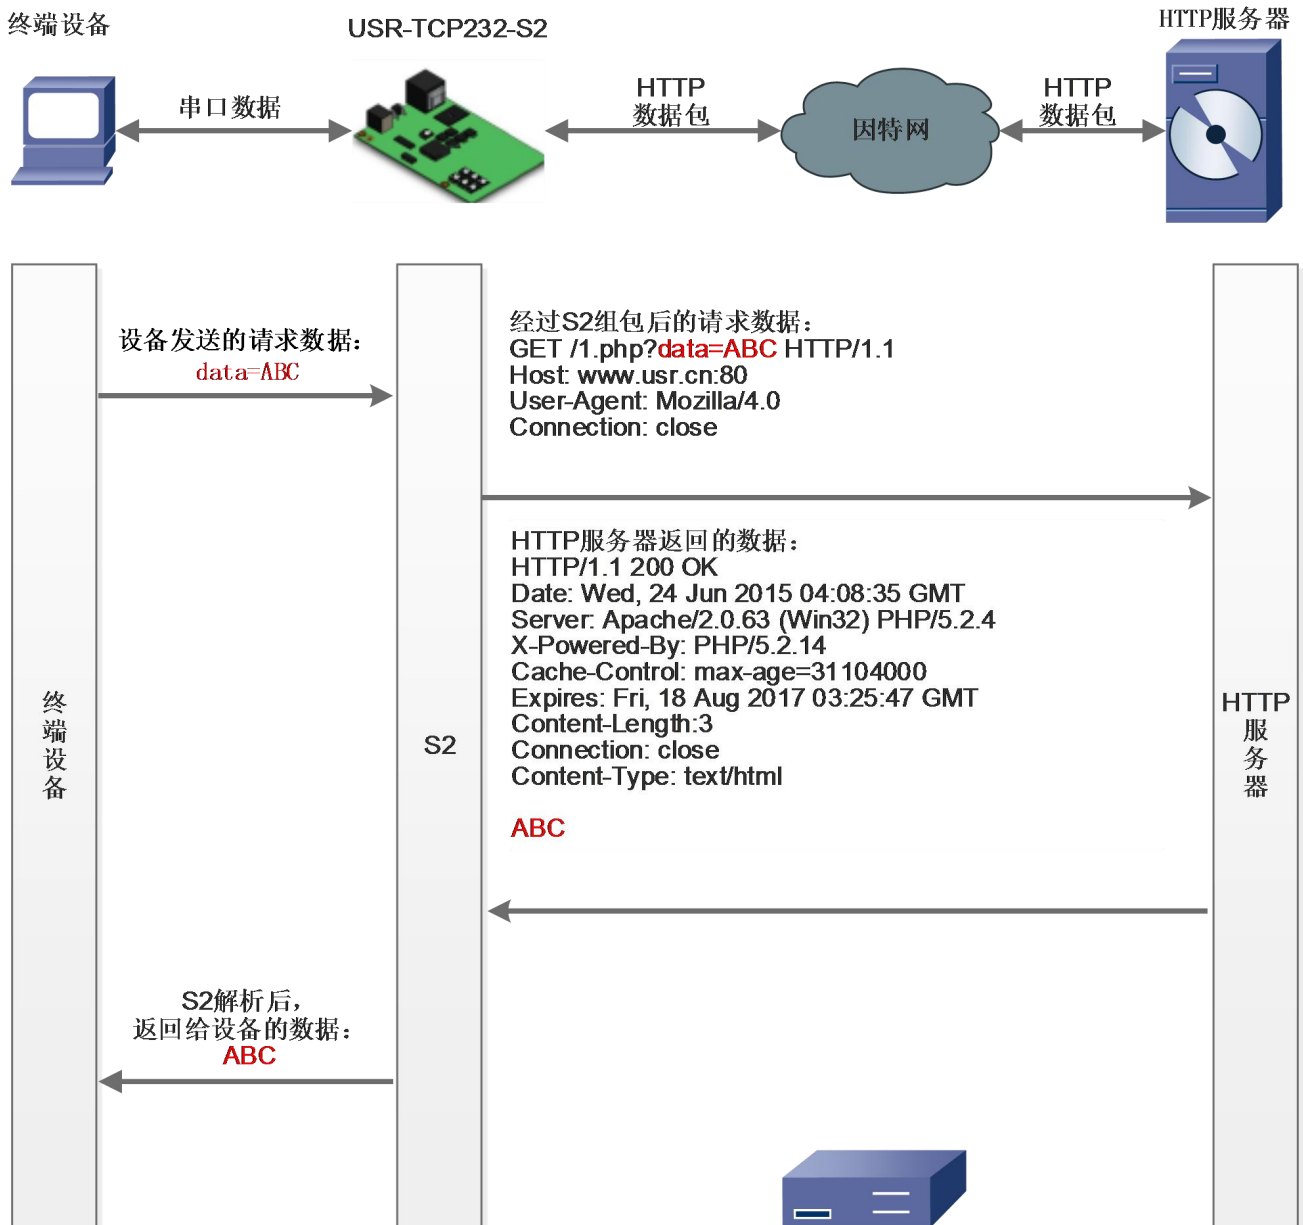 终端设备
USR-TCP232-S2
HTTP服务器
串口数据
HTTP
数据包
因特网
HTTP
数据包
设备发送的请求数据：
data=ABC
经过S2组包后的请求数据：
GET /1.php?data=ABC HTTP/1.1
Host: www.usr.cn:80
User-Agent: Mozilla/4.0
Connection: close
HTTP服务器返回的数据：
HTTP/1.1 200 OK
Date: Wed, 24 Jun 2015 04:08:35 GMT
Server: Apache/2.0.63 (Win32) PHP/5.2.4
X-Powered-By: PHP/5.2.14
Cache-Control: max-age=31104000
Expires: Fri, 18 Aug 2017 03:25:47 GMT
Content-Length:3
Connection: close
Content-Type: text/html
ABC
终端设备
S2
HTTP
服务器
S2解析后，
返回给设备的数据：
ABC